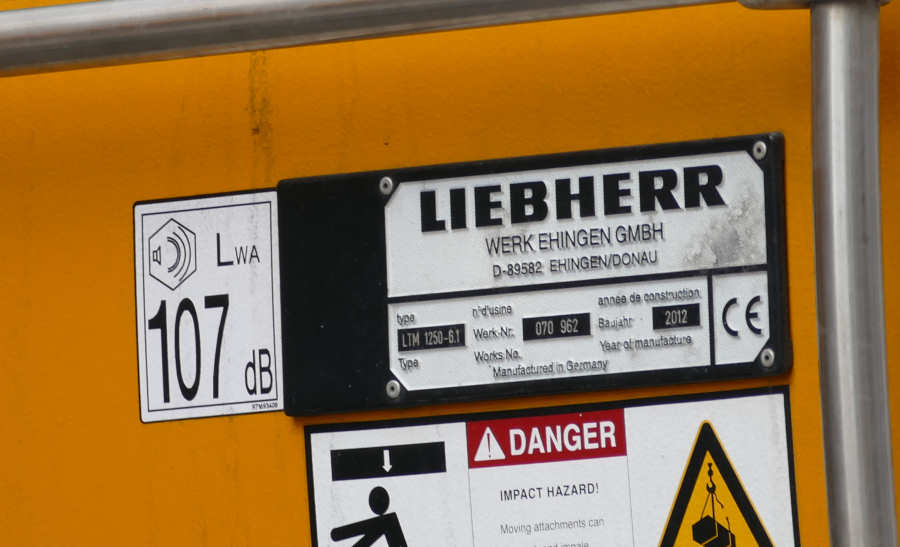 LWA
107 dB
LIEBHERR
WERK EHINGEN GMBH
D-89582 EHINGEN/DONAU
type
LTM 1250-6.1
Type
n°d'usine
Werk-Nr.
Works No.
070 962
année de construction
Baujahr
Year of manufacture
2012
Manufactured in Germany
CE
DANGER
IMPACT HAZARD!
Moving attachments can